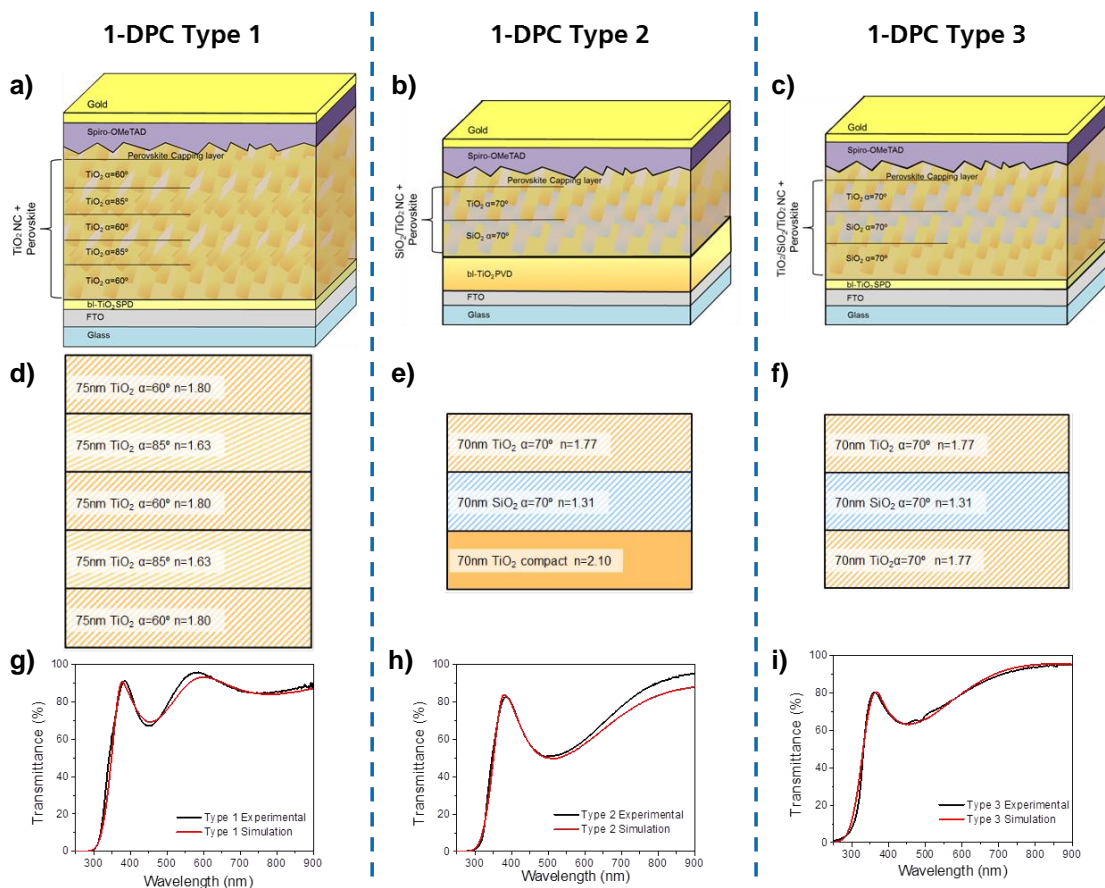 1-DPC Type 1
1-DPC Type 2
1-DPC Type 3
a)
Gold
Spiro-OMeTAD
Perovskite Capping layer
TiO₂ α=60º
TiO₂ α=85º
TiO₂ α=60º
TiO₂ α=85º
TiO₂ α=60º
bl-TiO₂ SPD
FTO
Glass
TiO₂ NC +
Perovskite
b)
Gold
Spiro-OMeTAD
Perovskite Capping layer
TiO₂ α=70º
SiO₂ α=70º
bl-TiO₂ PVD
FTO
Glass
SiO₂/TiO₂ NC +
Perovskite
c)
Gold
Spiro-OMeTAD
Perovskite Capping layer
TiO₂ α=70º
SiO₂ α=70º
SiO₂ α=70º
bl-TiO₂ SPD
FTO
Glass
TiO₂/SiO₂/TiO₂ NC +
Perovskite
d)
75nm TiO₂ α=60º n=1.80
75nm TiO₂ α=85º n=1.63
75nm TiO₂ α=60º n=1.80
75nm TiO₂ α=85º n=1.63
75nm TiO₂ α=60º n=1.80
e)
70nm TiO₂ α=70º n=1.77
70nm SiO₂ α=70º n=1.31
70nm TiO₂ compact n=2.10
f)
70nm TiO₂ α=70º n=1.77
70nm SiO₂ α=70º n=1.31
70nm TiO₂α=70º n=1.77
g)
100
80
60
40
20
0
Transmittance (%)
Type 1 Experimental
Type 1 Simulation
300 400 500 600 700 800 900
Wavelength (nm)
h)
100
80
60
40
20
0
Transmittance (%)
Type 2 Experimental
Type 2 Simulation
300 400 500 600 700 800 900
Wavelength (nm)
i)
100
80
60
40
20
0
Transmittance (%)
Type 3 Experimental
Type 3 Simulation
300 400 500 600 700 800 900
Wavelength (nm)